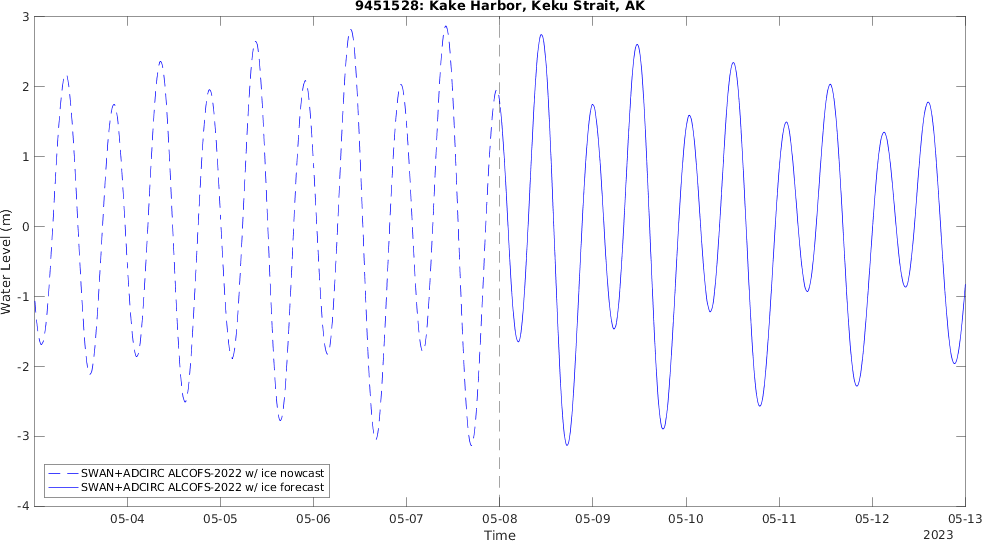 9451528: Kake Harbor, Keku Strait, AK
3
2
1
0
-1
-2
-3
-4
Water Level (m)
SWAN+ADCIRC ALCOFS-2022 w/ ice nowcast
SWAN+ADCIRC ALCOFS-2022 w/ ice forecast
05-04 05-05 05-06 05-07 05-08 05-09 05-10 05-11 05-12 05-13
Time
2023